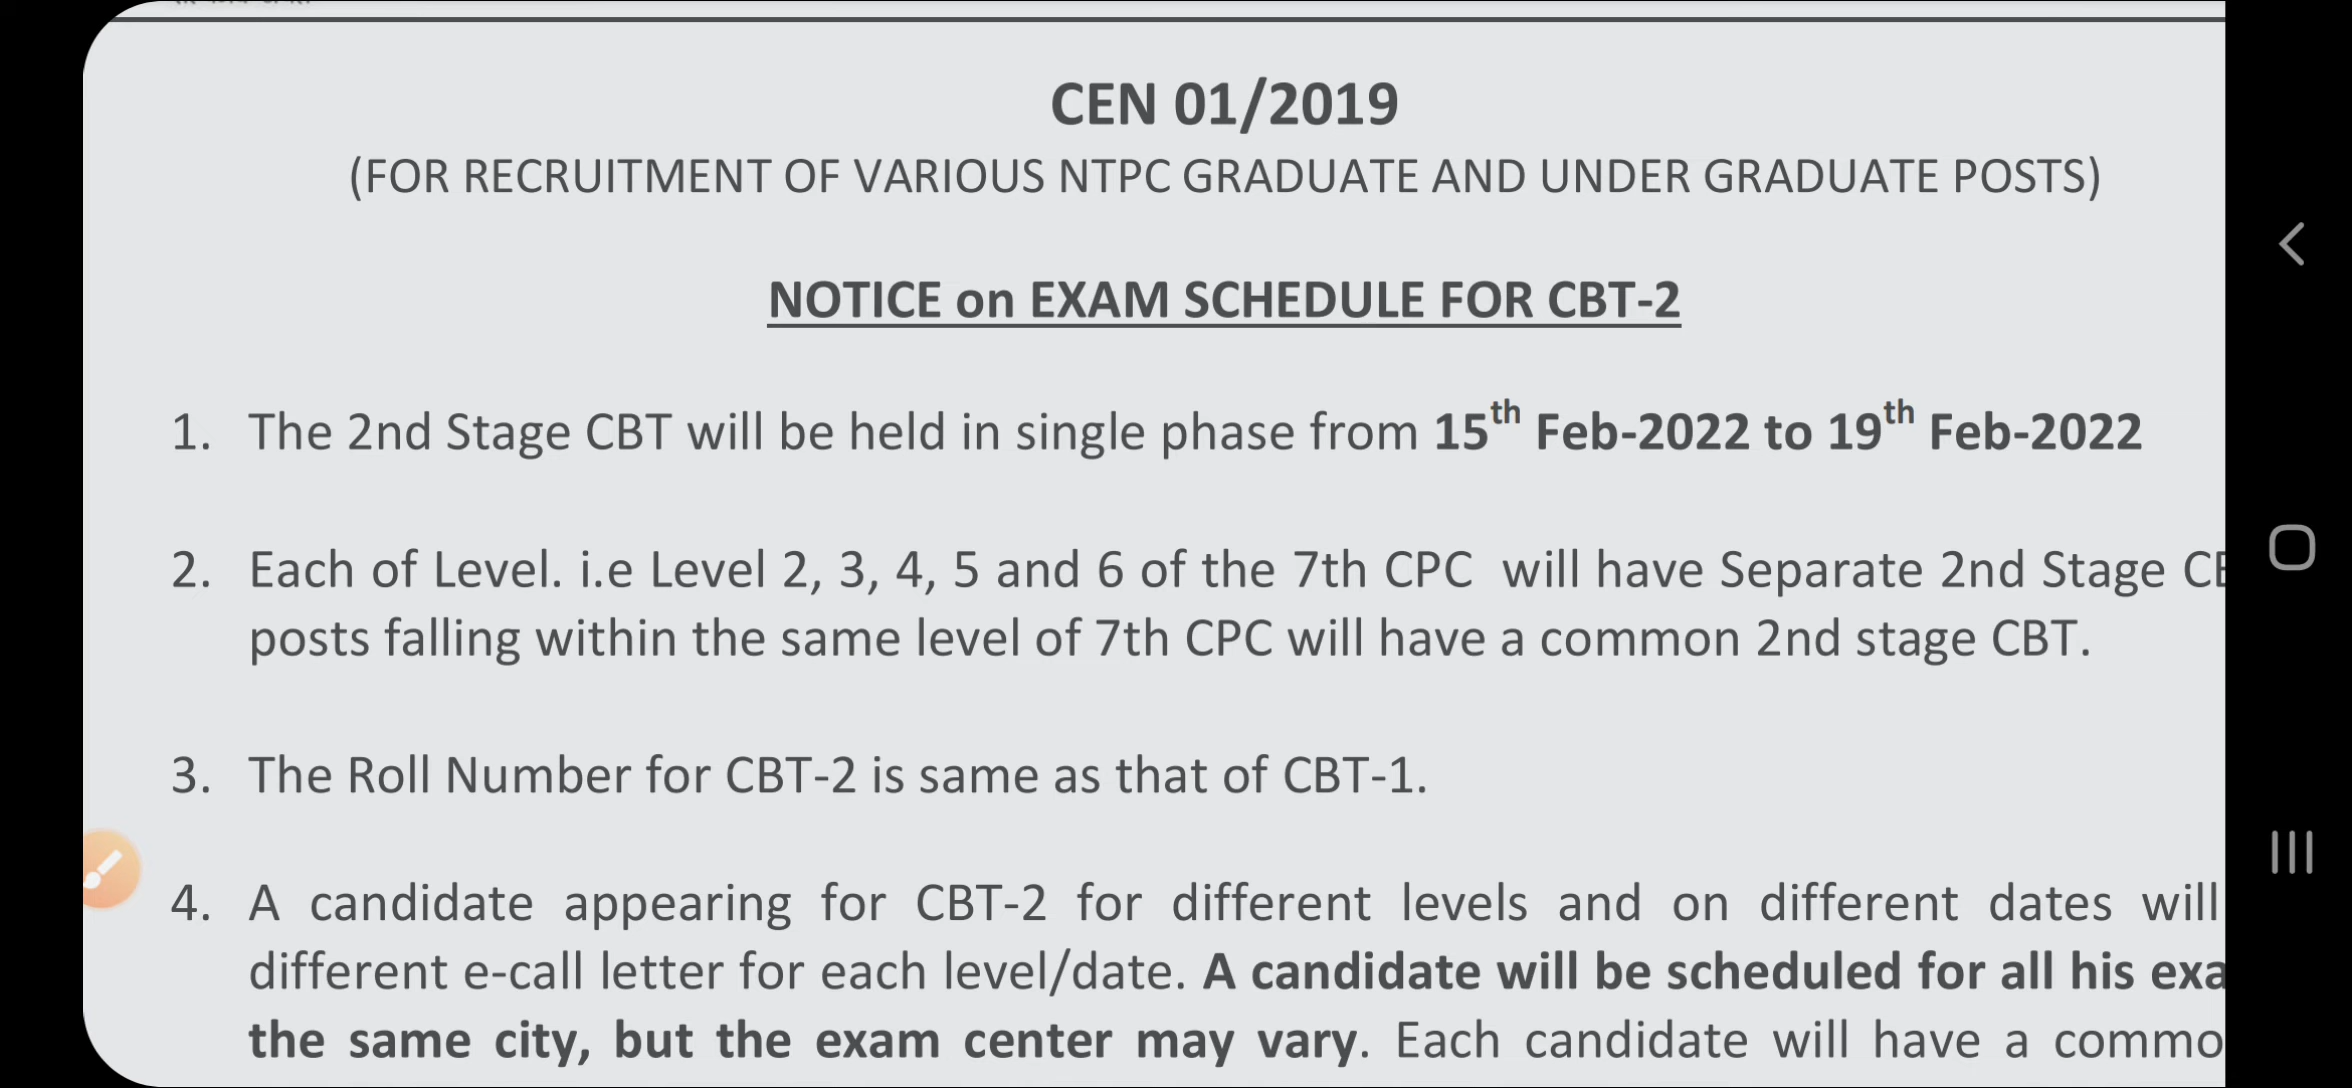 CEN 01/2019
(FOR RECRUITMENT OF VARIOUS NTPC GRADUATE AND UNDER GRADUATE POSTS)
NOTICE on EXAM SCHEDULE FOR CBT-2
1. The 2nd Stage CBT will be held in single phase from 15th Feb-2022 to 19th Feb-2022
2. Each of Level. i.e Level 2, 3, 4, 5 and 6 of the 7th CPC will have Separate 2nd Stage
posts falling within the same level of 7th CPC will have a common 2nd stage CBT.
3. The Roll Number for CBT-2 is same as that of CBT-1.
4. A candidate appearing for CBT-2 for different levels and on different dates will
different e-call letter for each level/date. A candidate will be scheduled for all his
the same city, but the exam center may vary. Each candidate will have a